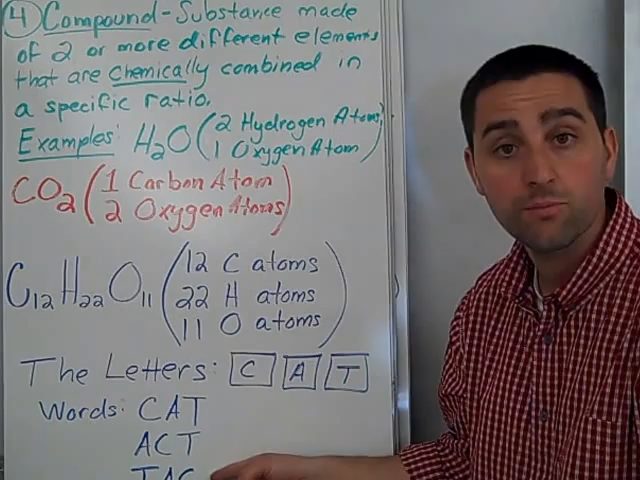 4 Compound - Substance made
of 2 or more different elements
that are chemically combined in
a specific ratio.
Examples: H₂O (2 Hydrogen Atoms
1 Oxygen Atom)
CO₂ (1 Carbon Atom
2 Oxygen Atoms)
C₁₂H₂₂O₁₁ (12 C atoms
22 H atoms
11 O atoms)
The Letters: C A T
Words: CAT
ACT
TAC